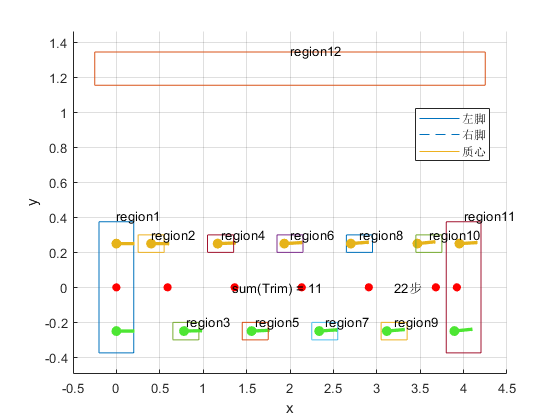 1.4
region12
1.2
1
左脚
右脚
质心
0.8
0.6
y
0.4
region1
region11
region2
region4
region6
region8
region10
0.2
0
sum(Trim) = 11
22步
region3
region5
region7
region9
-0.2
-0.4
-0.5
0
0.5
1
1.5
2
2.5
3
3.5
4
4.5
x